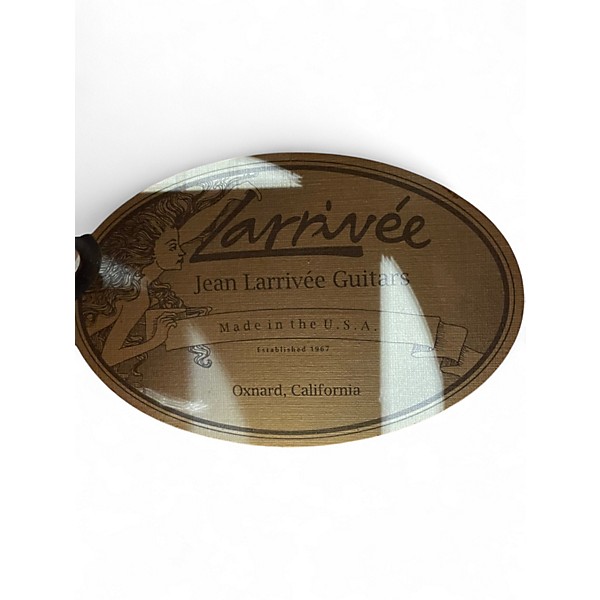 Larrivée
Jean Larrivée Guitars
Made in the U.S.A.
Established 1967
Oxnard, California